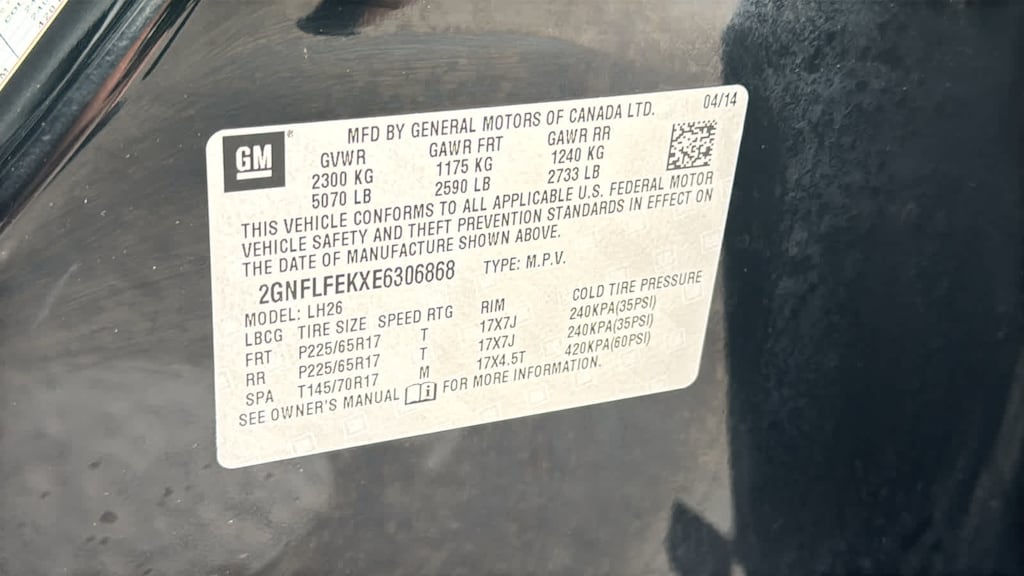 04/14
MFD BY GENERAL MOTORS OF CANADA LTD.
GM
GVWR GAWR FRT GAWR RR
2300 KG 1175 KG 1240 KG
5070 LB 2590 LB 2733 LB
THIS VEHICLE CONFORMS TO ALL APPLICABLE U.S. FEDERAL MOTOR
VEHICLE SAFETY AND THEFT PREVENTION STANDARDS IN EFFECT ON
THE DATE OF MANUFACTURE SHOWN ABOVE.
2GNFLFEKXE6306868 TYPE: M.P.V.
MODEL: LH26
LBCG TIRE SIZE SPEED RTG RIM COLD TIRE PRESSURE
FRT P225/65R17 T 17X7J 240KPA(35PSI)
RR P225/65R17 T 17X7J 240KPA(35PSI)
SPA T145/70R17 M 17X4.5T 420KPA(60PSI)
SEE OWNER'S MANUAL FOR MORE INFORMATION.